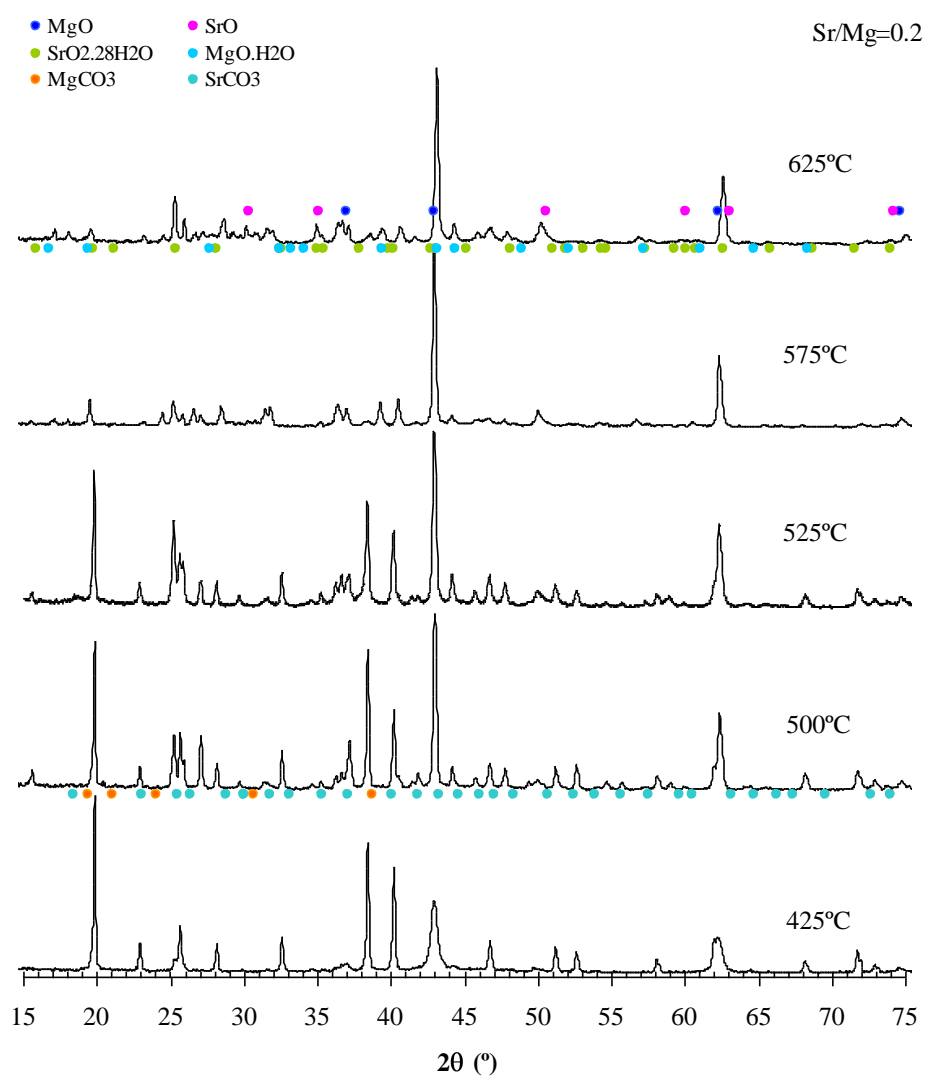 MgO SrO Sr/Mg=0.2
SrO2.28H2O MgO.H2O
MgCO3 SrCO3
625ºC
575ºC
525ºC
500ºC
425ºC
15 20 25 30 35 40 45 50 55 60 65 70 75
2θ (º)